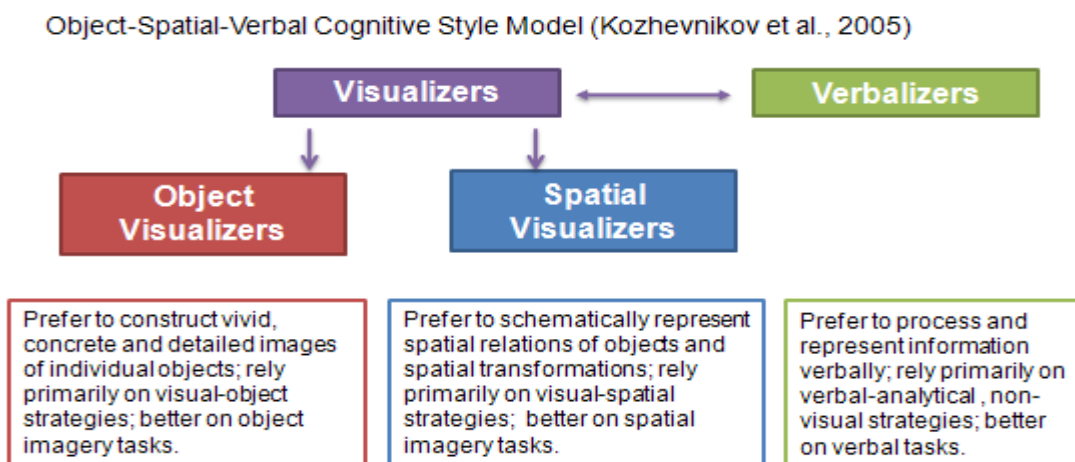 Object-Spatial-Verbal Cognitive Style Model (Kozhevnikov et al., 2005)
Visualizers
Verbalizers
Object
Visualizers
Spatial
Visualizers
Prefer to construct vivid,
concrete and detailed images
of individual objects; rely
primarily on visual-object
strategies; better on object
imagery tasks.
Prefer to schematically represent
spatial relations of objects and
spatial transformations; rely
primarily on visual-spatial
strategies; better on spatial
imagery tasks.
Prefer to process and
represent information
verbally; rely primarily on
verbal-analytical , non-
visual strategies; better
on verbal tasks.